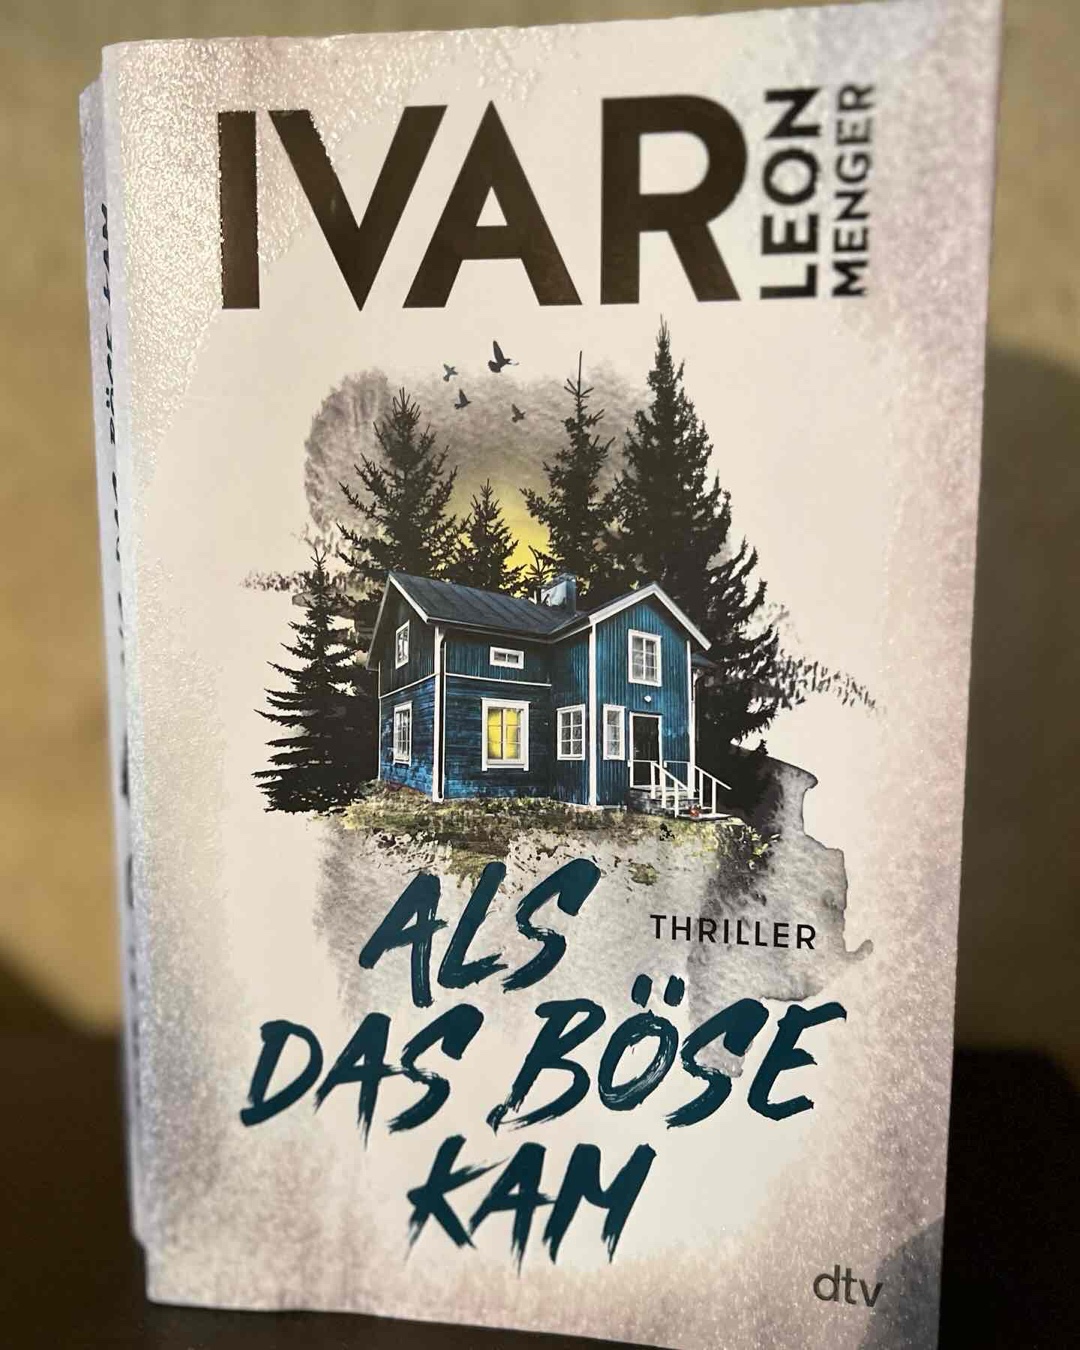 IVAR
LEON
MENGER
THRILLER
ALS
DAS BÖSE
KAM
dtv